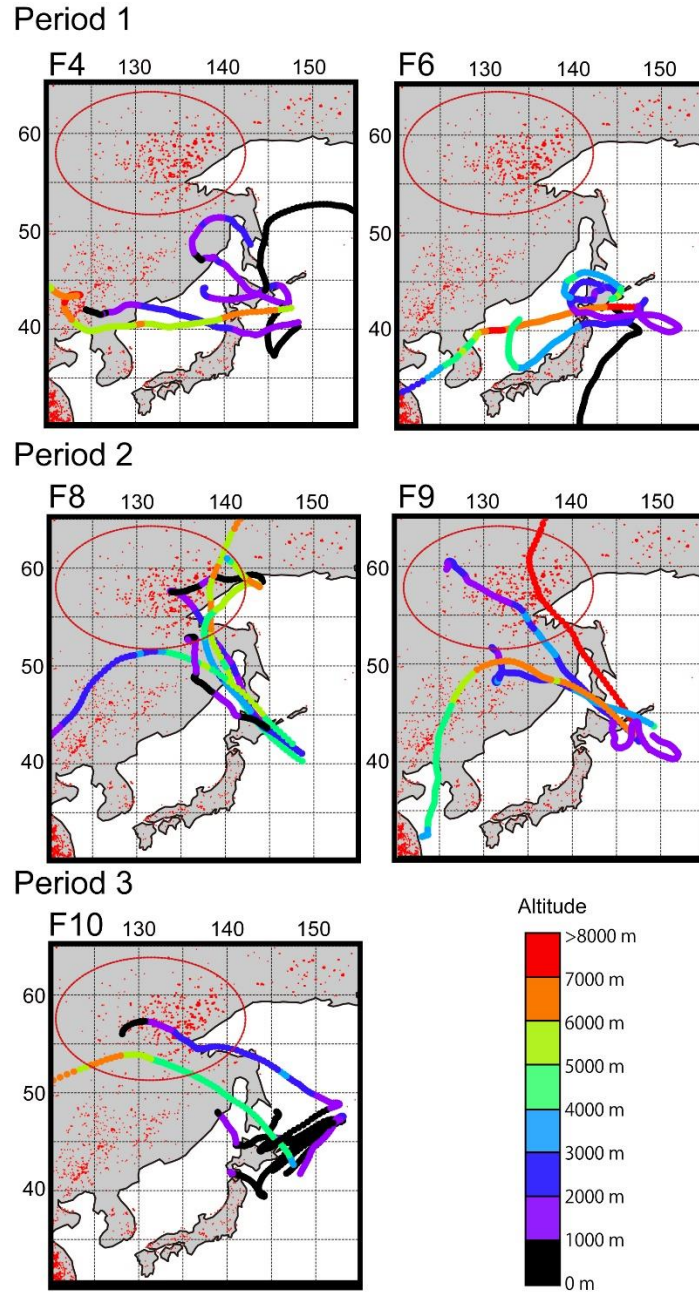 Period 1
F4 130 140 150
F6 130 140 150
60
50
40
60
50
40
Period 2
F8 130 140 150
F9 130 140 150
60
50
40
60
50
40
Period 3
F10 130 140 150
60
50
40
Altitude
>8000 m
7000 m
6000 m
5000 m
4000 m
3000 m
2000 m
1000 m
0 m